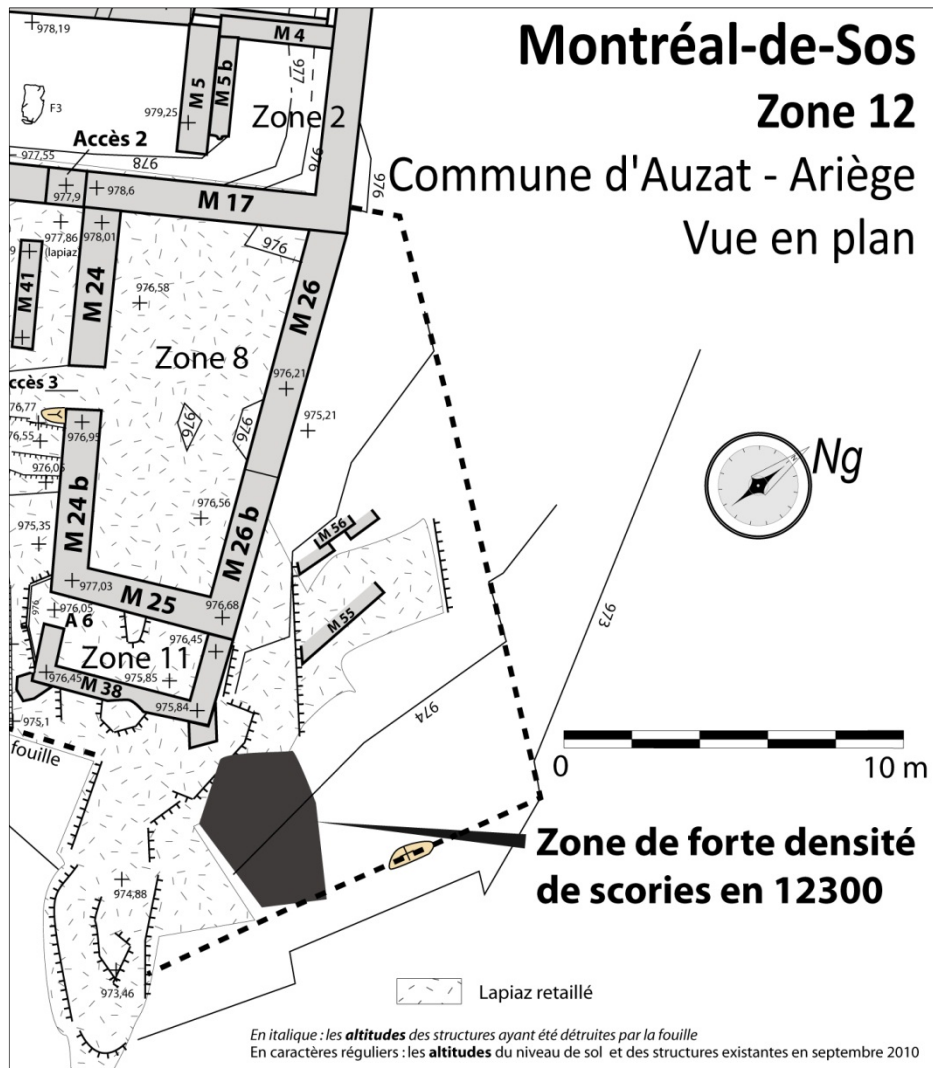 Montréal-de-Sos
Zone 12
Commune d'Auzat - Ariège
Vue en plan
978,19
M 4
M 5
M 5 b
977
F3
979,25
Zone 2
Accès 2
977,55
978
976
976
977,9
978,6
M 17
977,86
(lapiaz)
978,01
976
9
M 41
M 24
976,58
M 26
Zone 8
976,21
ccès 3
975,21
76,77
976,95
976
976
76,55
976,05
M 24 b
976,56
M 26 b
M 56
Ng
975,35
977,03
M 25
976,68
M 55
976
976,05
A 6
976,45
973
Zone 11
976,45
M 38
975,85
975,84
974
975,1
fouille
0
10 m
Zone de forte densité
de scories en 12300
974,88
973,46
Lapiaz retaillé
En italique : les altitudes des structures ayant été détruites par la fouille
En caractères réguliers : les altitudes du niveau de sol et des structures existantes en septembre 2010